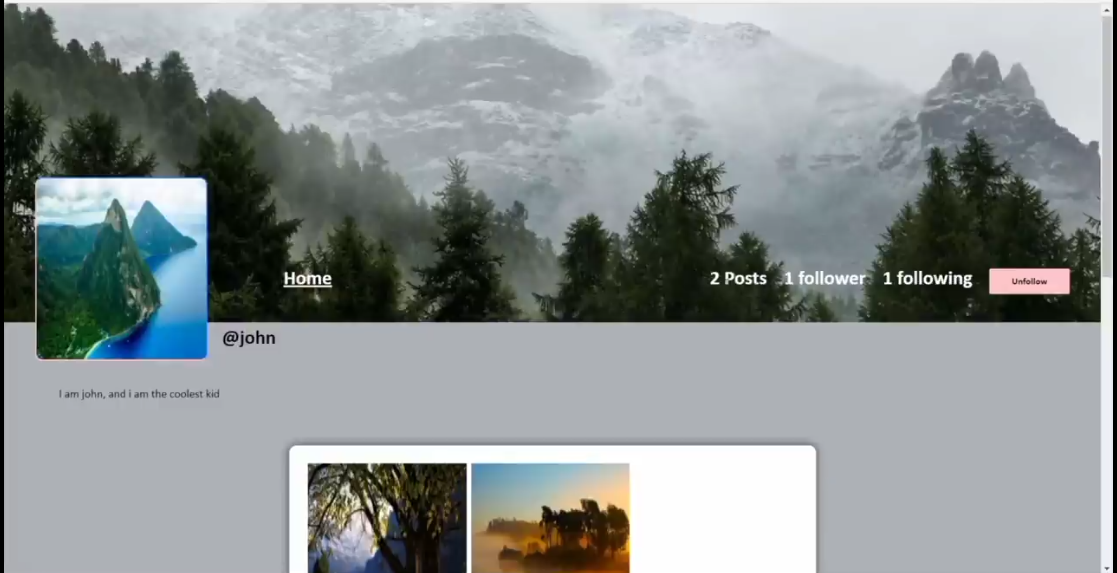 Home
2 Posts 1 follower 1 following Unfollow
@john
I am john, and i am the coolest kid